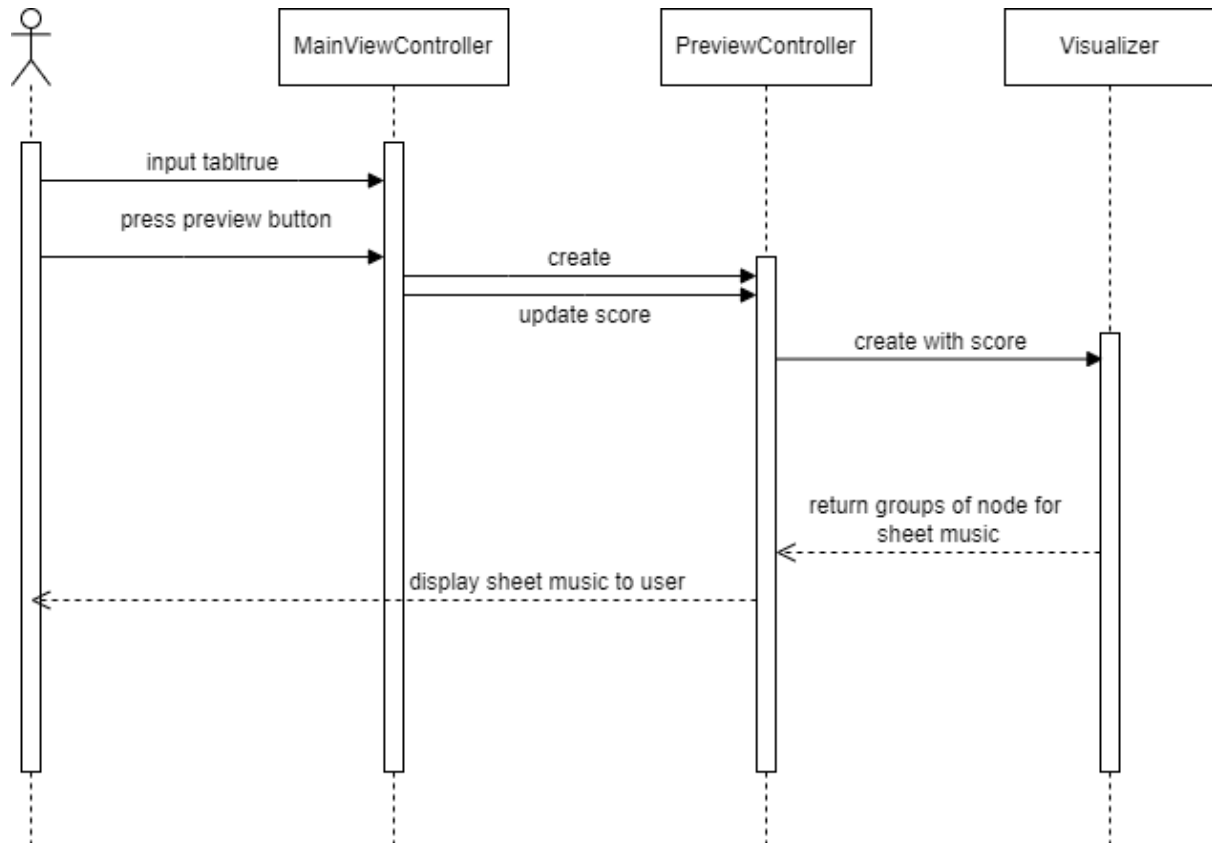 MainViewController
PreviewController
Visualizer
input tabltrue
press preview button
create
update score
create with score
return groups of node for
sheet music
display sheet music to user